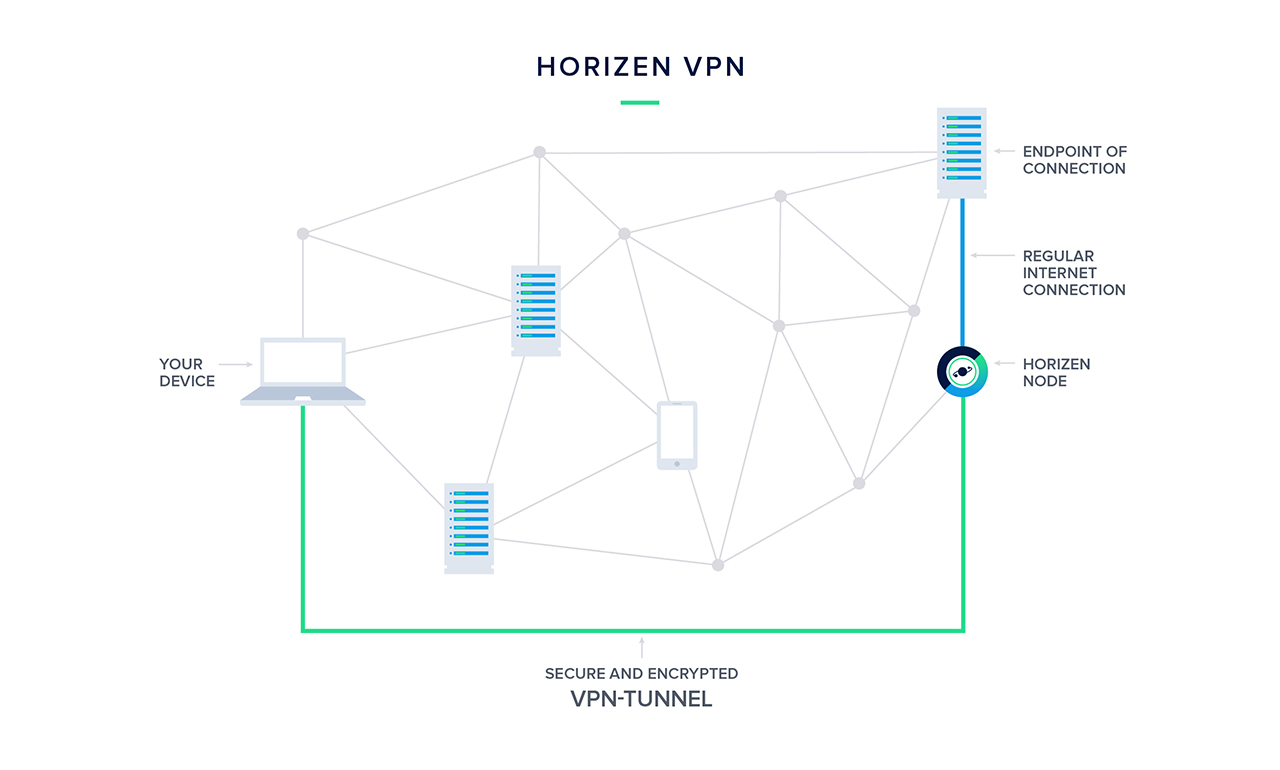 HORIZEN VPN
ENDPOINT OF
CONNECTION
REGULAR
INTERNET
CONNECTION
YOUR
DEVICE
HORIZEN
NODE
SECURE AND ENCRYPTED
VPN-TUNNEL